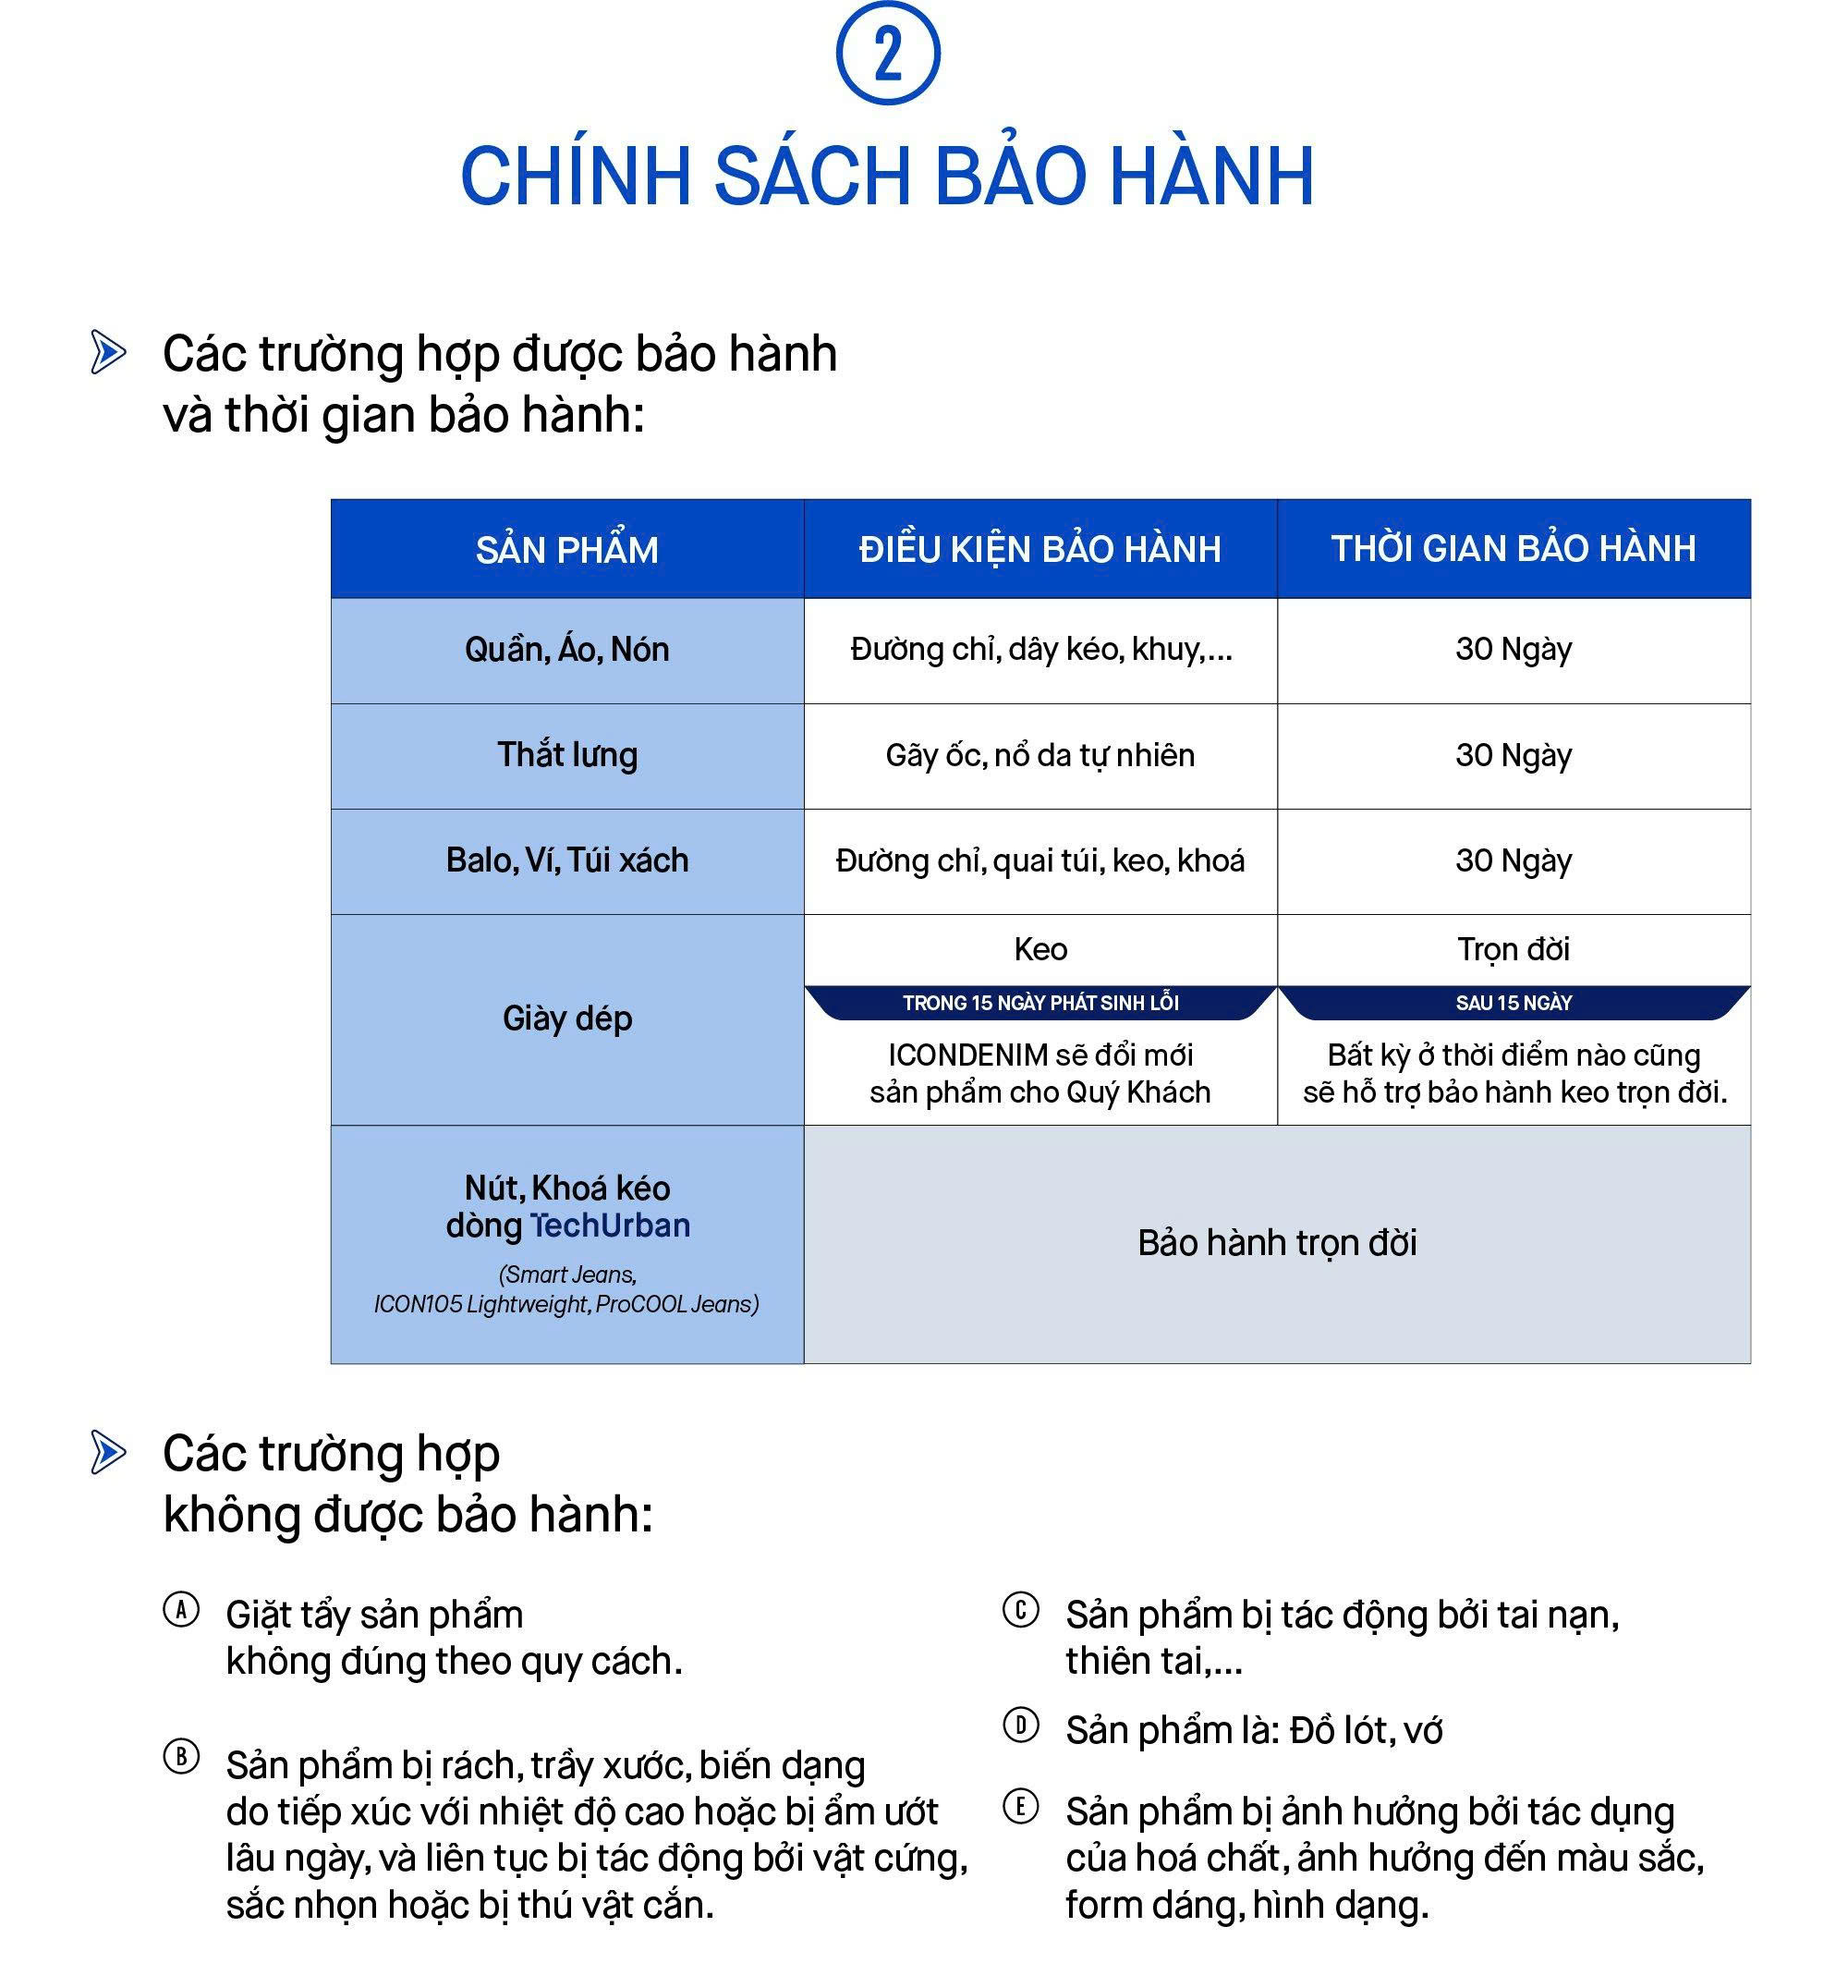 2
CHÍNH SÁCH BẢO HÀNH
Các trường hợp được bảo hành
và thời gian bảo hành:
SẢN PHẨM ĐIỀU KIỆN BẢO HÀNH THỜI GIAN BẢO HÀNH
Quần, Áo, Nón Đường chỉ, dây kéo, khuy,... 30 Ngày
Thắt lưng Gãy ốc, nổ da tự nhiên 30 Ngày
Balo, Ví, Túi xách Đường chỉ, quai túi, keo, khoá 30 Ngày
Giày dép
Keo Trọn đời
TRONG 15 NGÀY PHÁT SINH LỖI SAU 15 NGÀY
ICONDENIM sẽ đổi mới
sản phẩm cho Quý Khách
Bất kỳ ở thời điểm nào cũng
sẽ hỗ trợ bảo hành keo trọn đời.
Nút, Khoá kéo
dòng TechUrban
(Smart Jeans,
ICON105 Lightweight, ProCOOL Jeans)
Bảo hành trọn đời
Các trường hợp
không được bảo hành:
A Giặt tẩy sản phẩm
không đúng theo quy cách.
B Sản phẩm bị rách, trầy xước, biến dạng
do tiếp xúc với nhiệt độ cao hoặc bị ẩm ướt
lâu ngày, và liên tục bị tác động bởi vật cứng,
sắc nhọn hoặc bị thú vật cắn.
C Sản phẩm bị tác động bởi tai nạn,
thiên tai,...
D Sản phẩm là: Đồ lót, vớ
E Sản phẩm bị ảnh hưởng bởi tác dụng
của hoá chất, ảnh hưởng đến màu sắc,
form dáng, hình dạng.